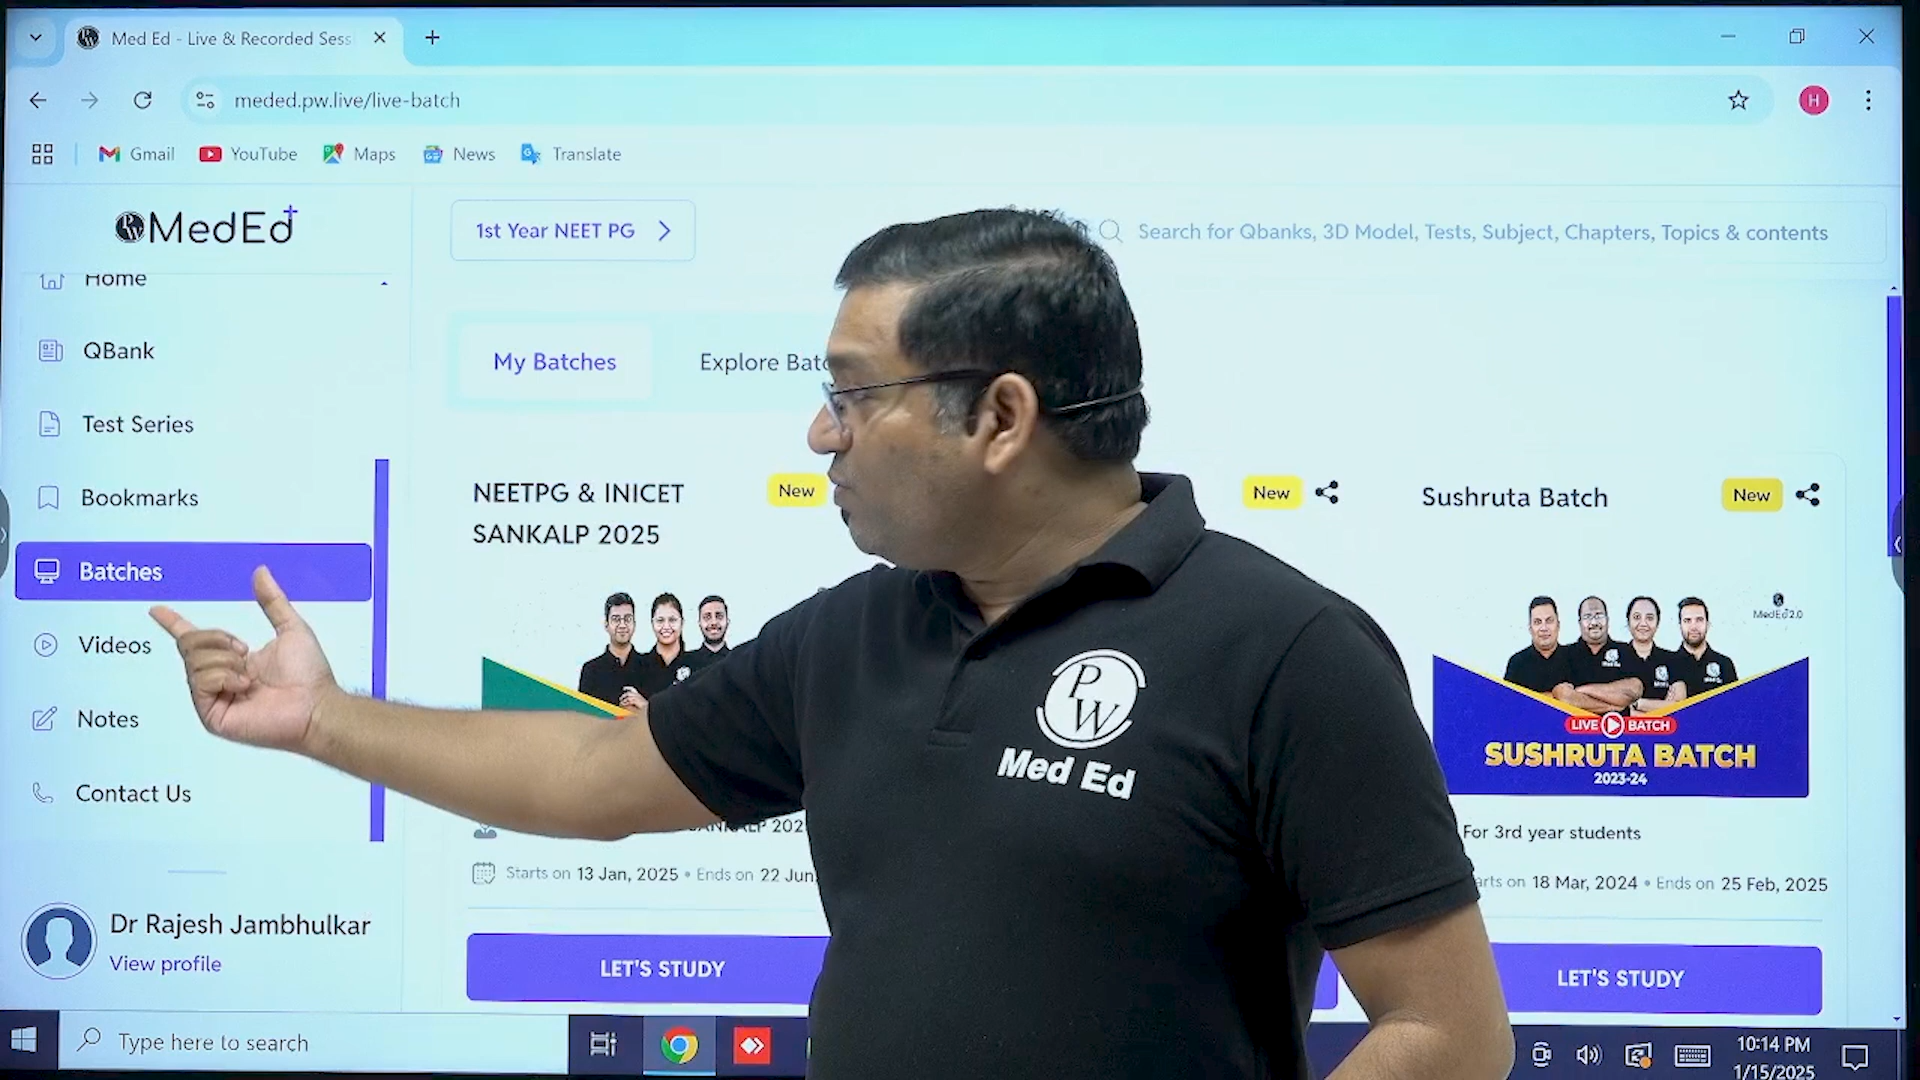 Med Ed - Live & Recorded Sess
meded.pw.live/live-batch
H
Gmail
YouTube
Maps
News
Translate
PW MedEd+
1st Year NEET PG
Search for Qbanks, 3D Model, Tests, Subject, Chapters, Topics & contents
Home
QBank
Test Series
Bookmarks
Batches
Videos
Notes
Contact Us
Dr Rajesh Jambhulkar
View profile
My Batches
Explore Batc
NEETPG & INICET
SANKALP 2025
New
SANKALP 202
Starts on 13 Jan, 2025 • Ends on 22 Jun,
LET'S STUDY
New
Sushruta Batch
New
MedEd 2.0
LIVE BATCH
SUSHRUTA BATCH
2023-24
For 3rd year students
arts on 18 Mar, 2024 • Ends on 25 Feb, 2025
LET'S STUDY
PW
Med Ed
Type here to search
10:14 PM
1/15/2025